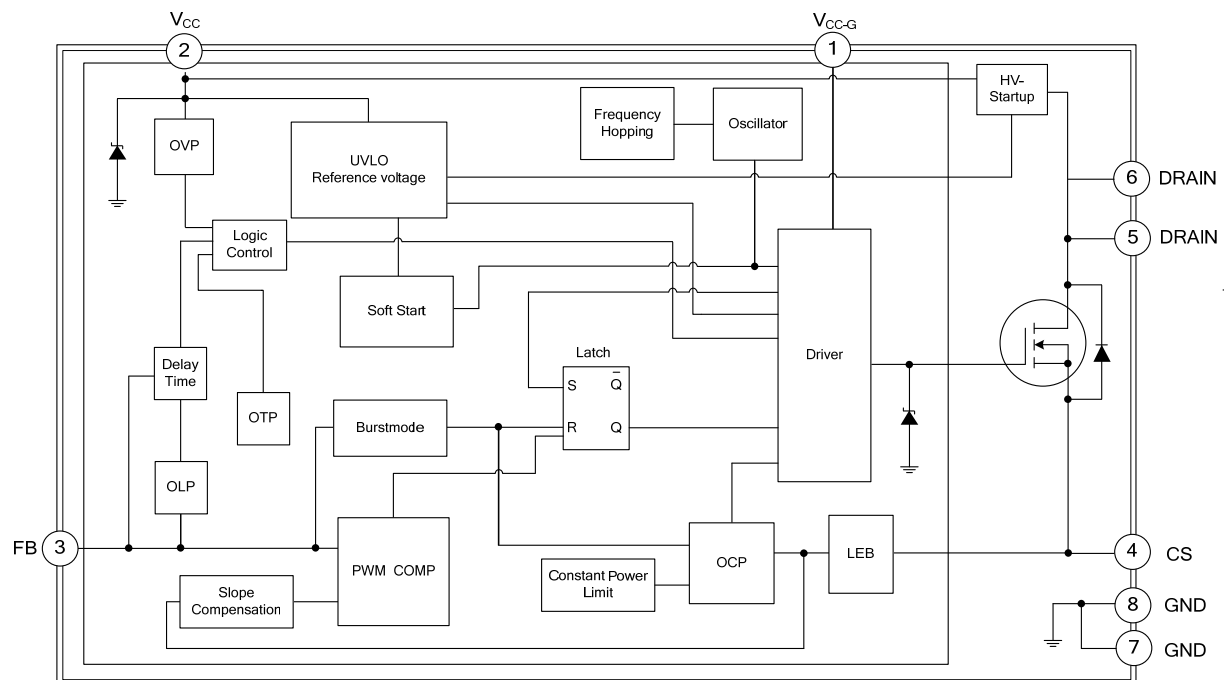 VCC
2
VCC-G
1
HV-
Startup
OVP
UVLO
Reference voltage
Frequency
Hopping
Oscillator
6
DRAIN
5
DRAIN
Logic
Control
Soft Start
Driver
Delay
Time
OTP
Latch
S
Q̅
R
Q
Burstmode
OLP
FB
3
PWM COMP
Slope
Compensation
Constant Power
Limit
OCP
LEB
4
CS
8
GND
7
GND